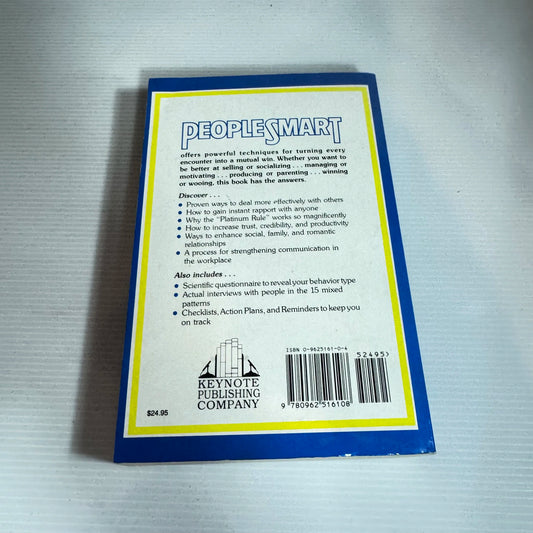 PEOPLESMART
offers powerful techniques for turning every
encounter into a mutual win. Whether you want to
be better at selling or socializing . . . managing or
motivating . . . producing or parenting . . . winning
or wooing, this book has the answers.
Discover . . .
• Proven ways to deal more effectively with others
• How to gain instant rapport with anyone
• Why the "Platinum Rule" works so magnificently
• How to increase trust, credibility, and productivity
• Ways to enhance social, family, and romantic
relationships
• A process for strengthening communication in
the workplace
Also includes . . .
• Scientific questionnaire to reveal your behavior type
• Actual interviews with people in the 15 mixed
patterns
• Checklists, Action Plans, and Reminders to keep you
on track
KEYNOTE
PUBLISHING
COMPANY
$24.95
ISBN 0-9625161-0-4
52495
9 780962 516108